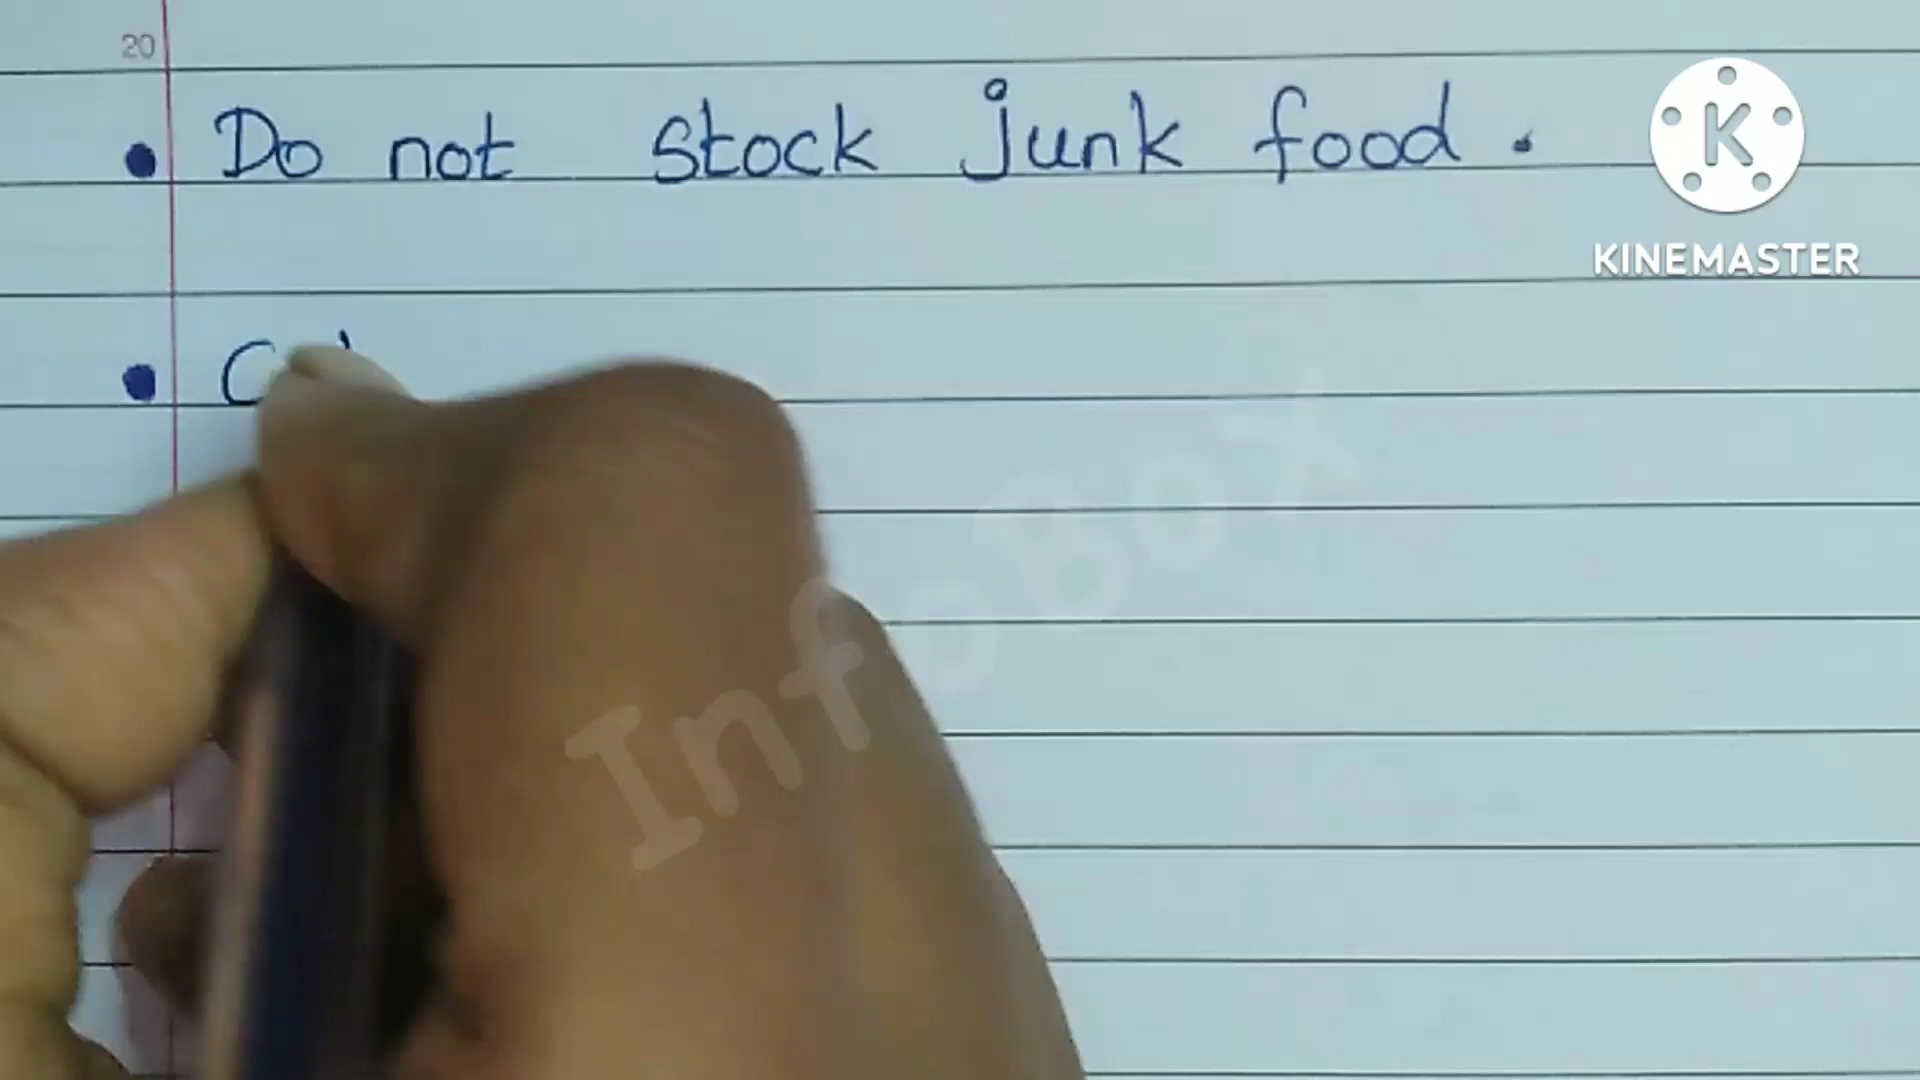 20
• Do not stock junk food.
K
KINEMASTER
•
InfoBox